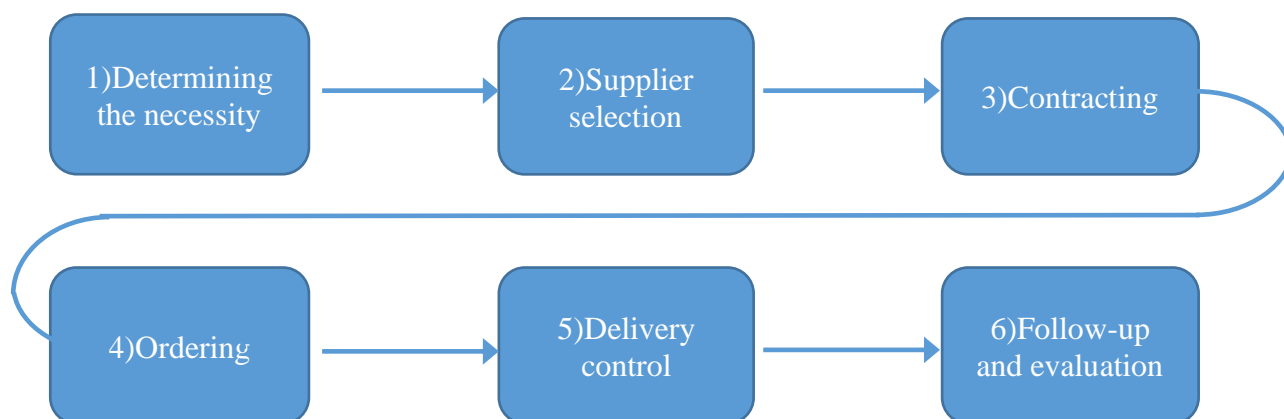 1)Determining
the necessity
2)Supplier
selection
3)Contracting
4)Ordering
5)Delivery
control
6)Follow-up
and evaluation